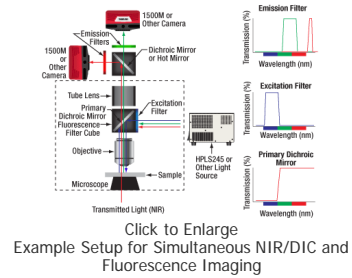 1500M or
Other
Camera
Emission
Filters
1500M
or
Other
Camera
Dichroic Mirror
or Hot Mirror
Tube Lens
Primary
Dichroic Mirror
Fluorescence
Filter Cube
Excitation
Filter
Objective
Sample
Microscope
HPLS245 or
Other Light
Source
Transmitted Light (NIR)
Emission Filter
Transmission (%)
Wavelength (nm)
Excitation Filter
Transmission (%)
Wavelength (nm)
Primary Dichroic
Mirror
Transmission (%)
Wavelength (nm)
Click to Enlarge
Example Setup for Simultaneous NIR/DIC and
Fluorescence Imaging